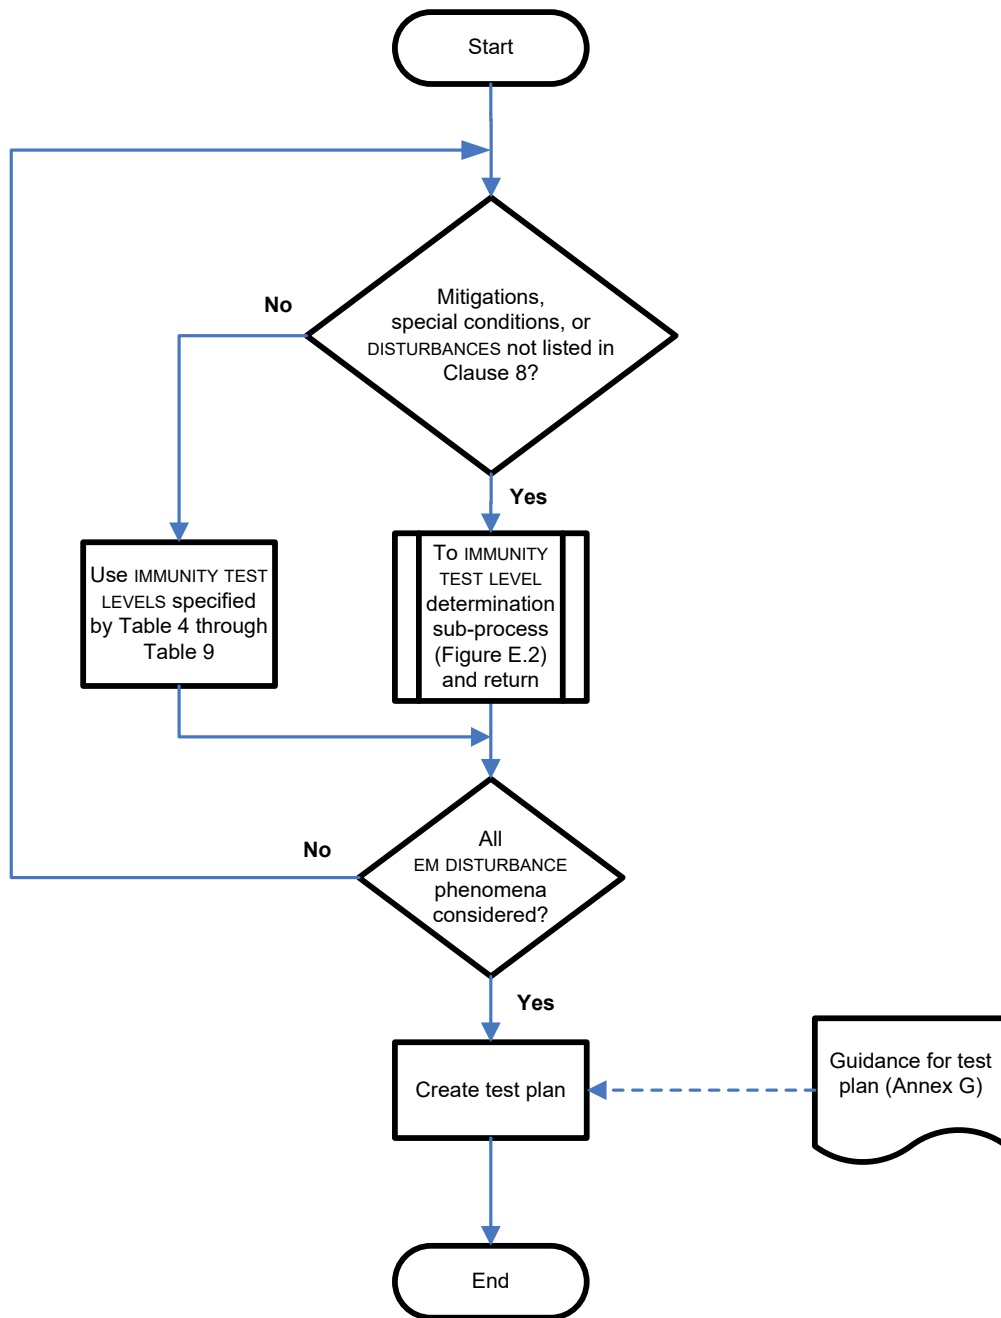 Start
No
Mitigations,
special conditions, or
DISTURBANCES not listed in
Clause 8?
Yes
Use IMMUNITY TEST
LEVELS specified
by Table 4 through
Table 9
To IMMUNITY
TEST LEVEL
determination
sub-process
(Figure E.2)
and return
No
All
EM DISTURBANCE
phenomena
considered?
Yes
Create test plan
Guidance for test
plan (Annex G)
End